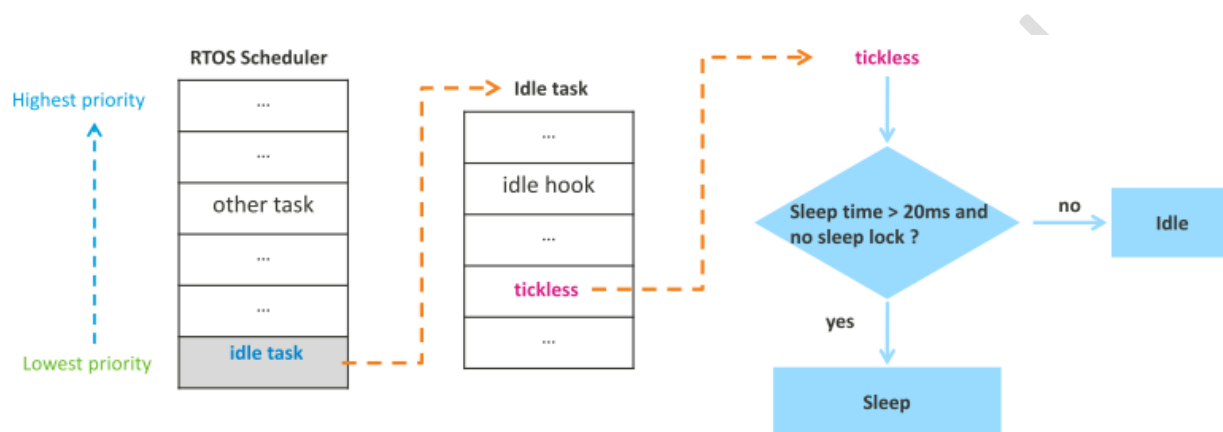 RTOS Scheduler
Highest priority
...
...
other task
...
...
idle task
Lowest priority
Idle task
...
idle hook
...
tickless
...
tickless
Sleep time > 20ms and
no sleep lock ?
no
Idle
yes
Sleep